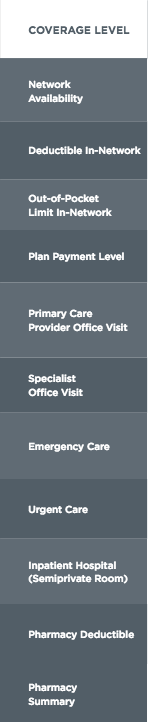 COVERAGE LEVEL
Network
Availability
Deductible In-Network
Out-of-Pocket
Limit In-Network
Plan Payment Level
Primary Care
Provider Office Visit
Specialist
Office Visit
Emergency Care
Urgent Care
Inpatient Hospital
(Semiprivate Room)
Pharmacy Deductible
Pharmacy
Summary